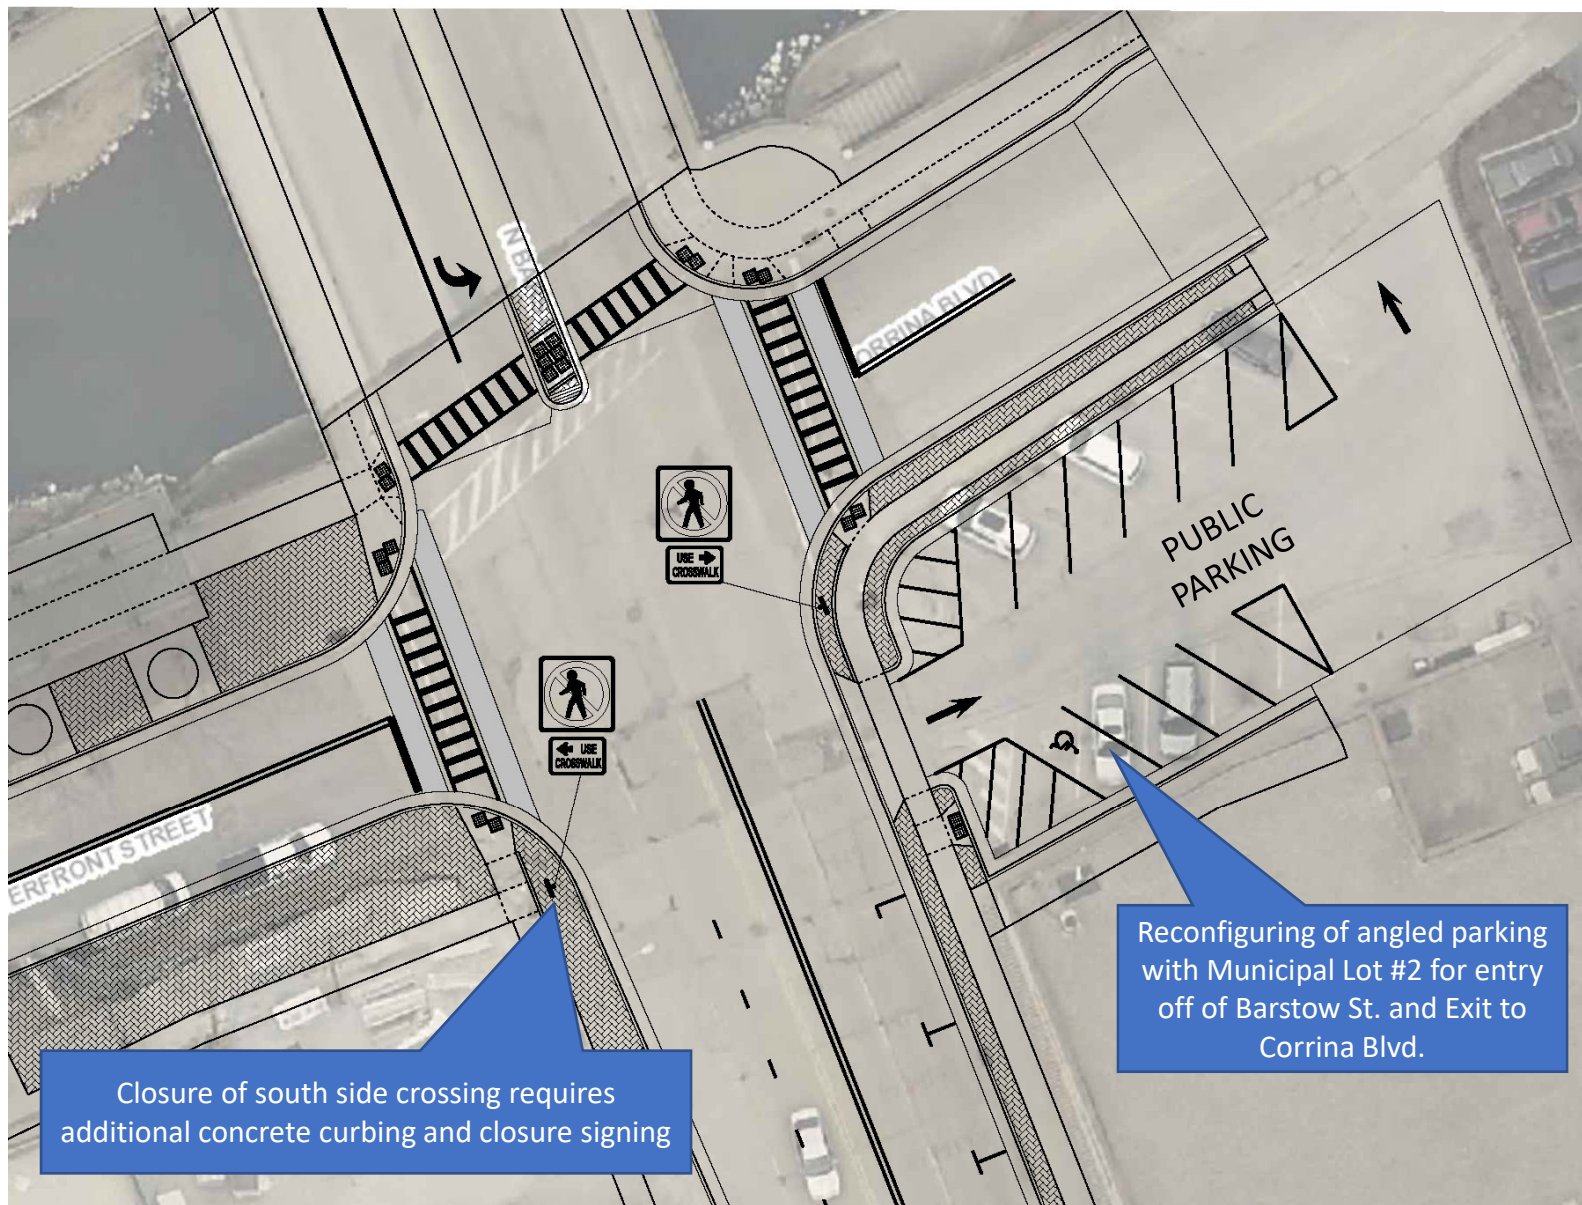 N BA
ORRINA BLVD
PUBLIC
PARKING
USE
CROSSWALK
USE
CROSSWALK
ERFRONT STREET
Reconfiguring of angled parking
with Municipal Lot #2 for entry
off of Barstow St. and Exit to
Corrina Blvd.
Closure of south side crossing requires
additional concrete curbing and closure signing